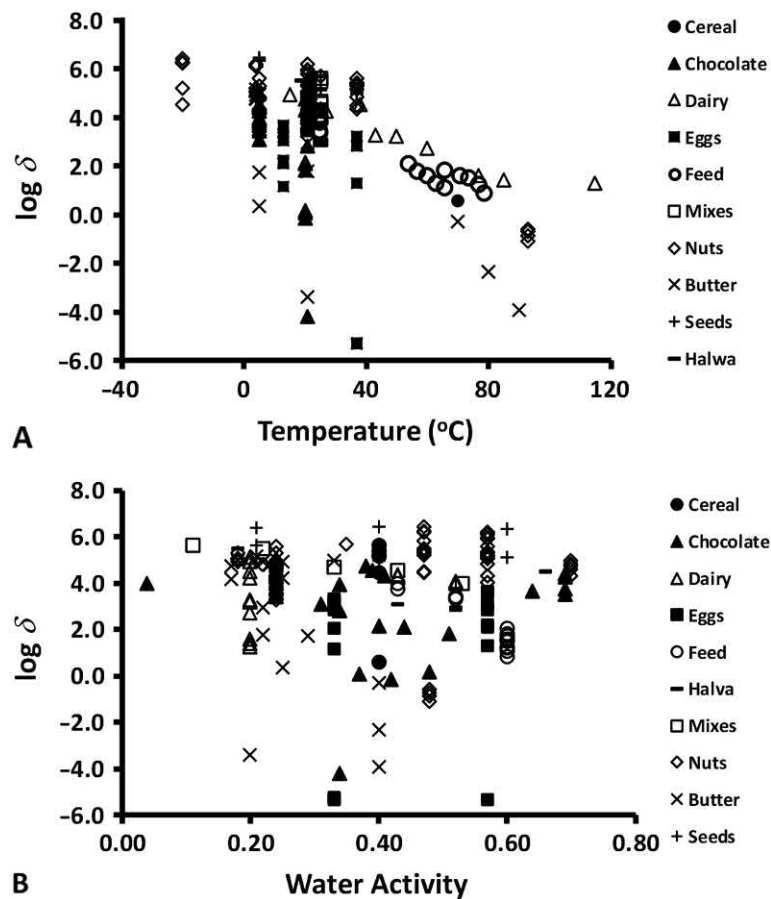 8.0
6.0
4.0
2.0
0.0
−2.0
−4.0
−6.0
log δ
−40
0
40
80
120
Temperature (ºC)
A
Cereal
Chocolate
Dairy
Eggs
Feed
Mixes
Nuts
Butter
Seeds
Halwa
8.0
6.0
4.0
2.0
0.0
−2.0
−4.0
−6.0
log δ
0.00
0.20
0.40
0.60
0.80
Water Activity
B
Cereal
Chocolate
Dairy
Eggs
Feed
Halva
Mixes
Nuts
Butter
Seeds